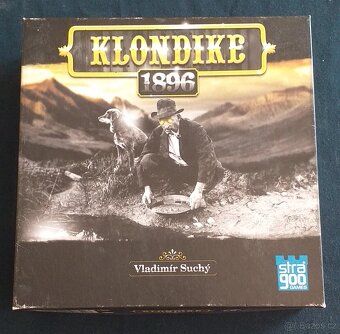 KLONDIKE
1896
Vladimír Suchý
stra
goo
GAMES